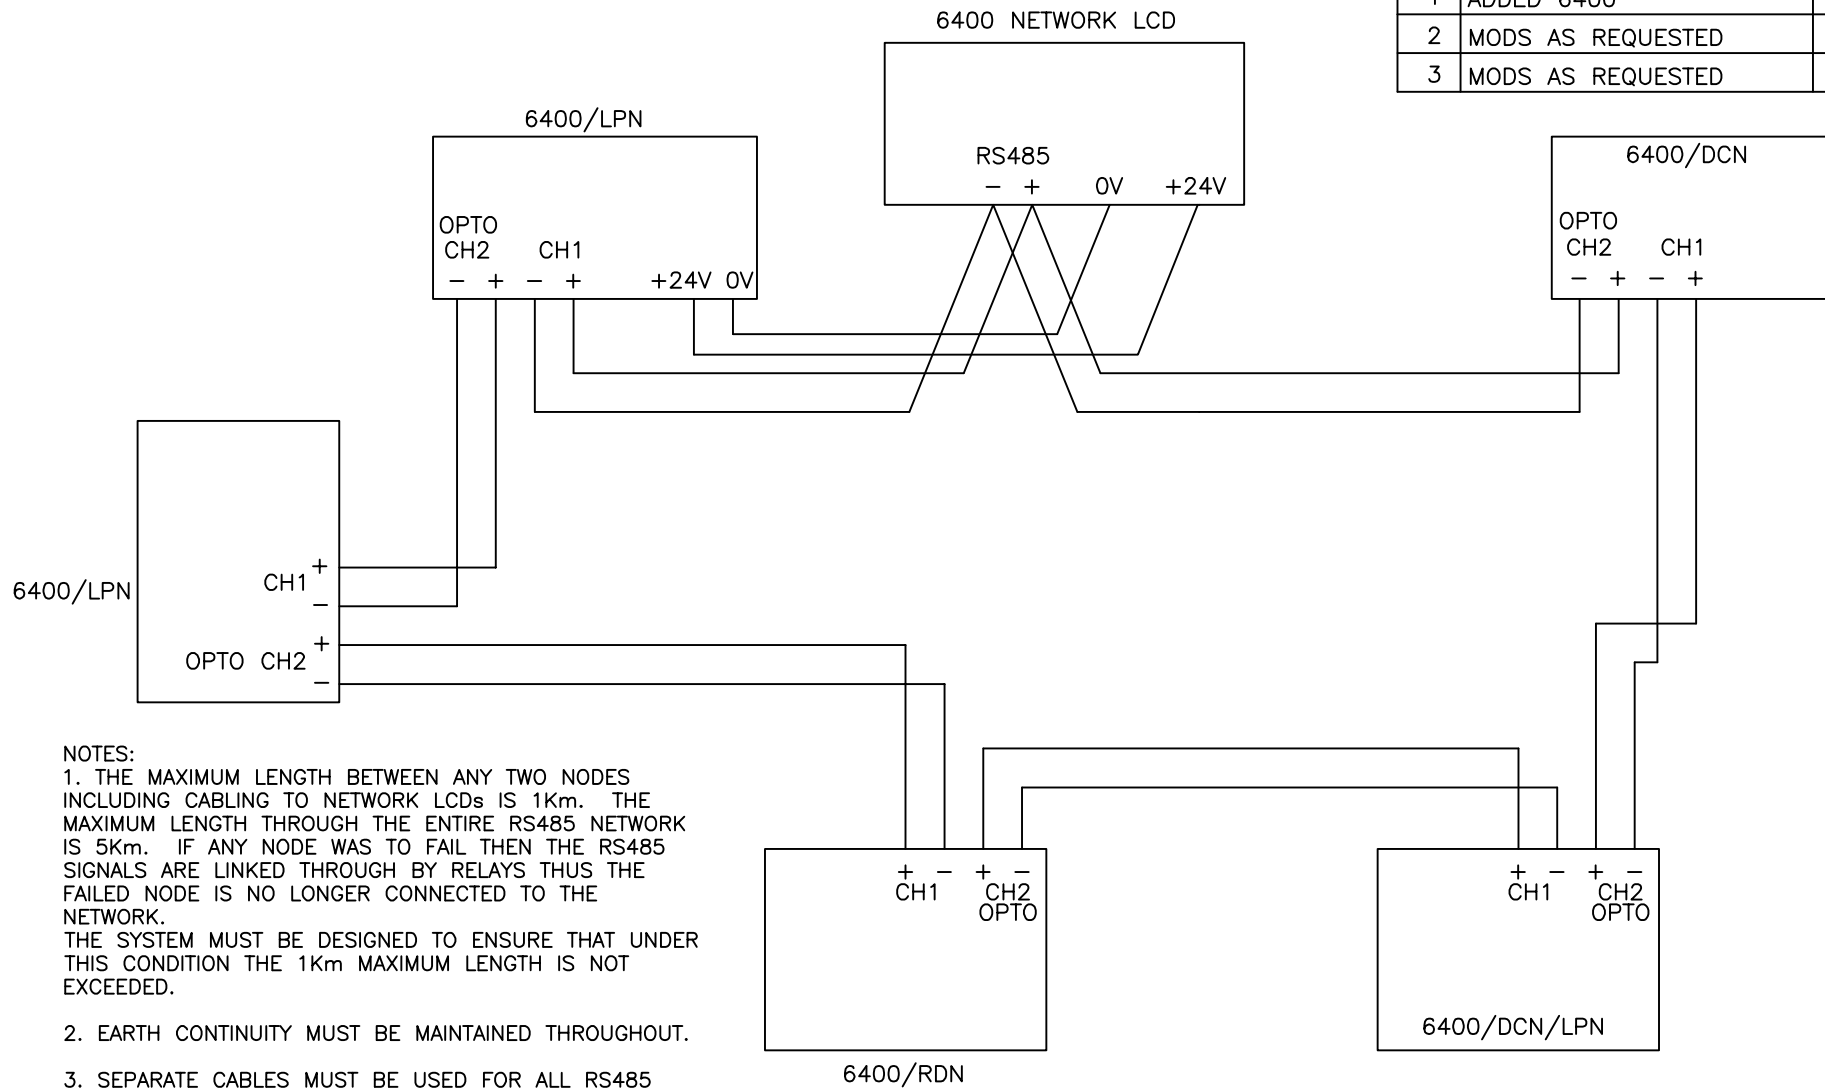 6400 NETWORK LCD
ADDED 6400
2 MODS AS REQUESTED
3 MODS AS REQUESTED
6400/LPN
OPTO
CH2 CH1
− + − + +24V 0V
RS485
− + 0V +24V
6400/DCN
OPTO
CH2 CH1
− + − +
6400/LPN
+
CH1
−
+
OPTO CH2
−
NOTES:
1. THE MAXIMUM LENGTH BETWEEN ANY TWO NODES
INCLUDING CABLING TO NETWORK LCDs IS 1Km. THE
MAXIMUM LENGTH THROUGH THE ENTIRE RS485 NETWORK
IS 5Km. IF ANY NODE WAS TO FAIL THEN THE RS485
SIGNALS ARE LINKED THROUGH BY RELAYS THUS THE
FAILED NODE IS NO LONGER CONNECTED TO THE
NETWORK.
THE SYSTEM MUST BE DESIGNED TO ENSURE THAT UNDER
THIS CONDITION THE 1Km MAXIMUM LENGTH IS NOT
EXCEEDED.
2. EARTH CONTINUITY MUST BE MAINTAINED THROUGHOUT.
3. SEPARATE CABLES MUST BE USED FOR ALL RS485
+ − + −
CH1 CH2
OPTO
6400/RDN
+ − + −
CH1 CH2
OPTO
6400/DCN/LPN